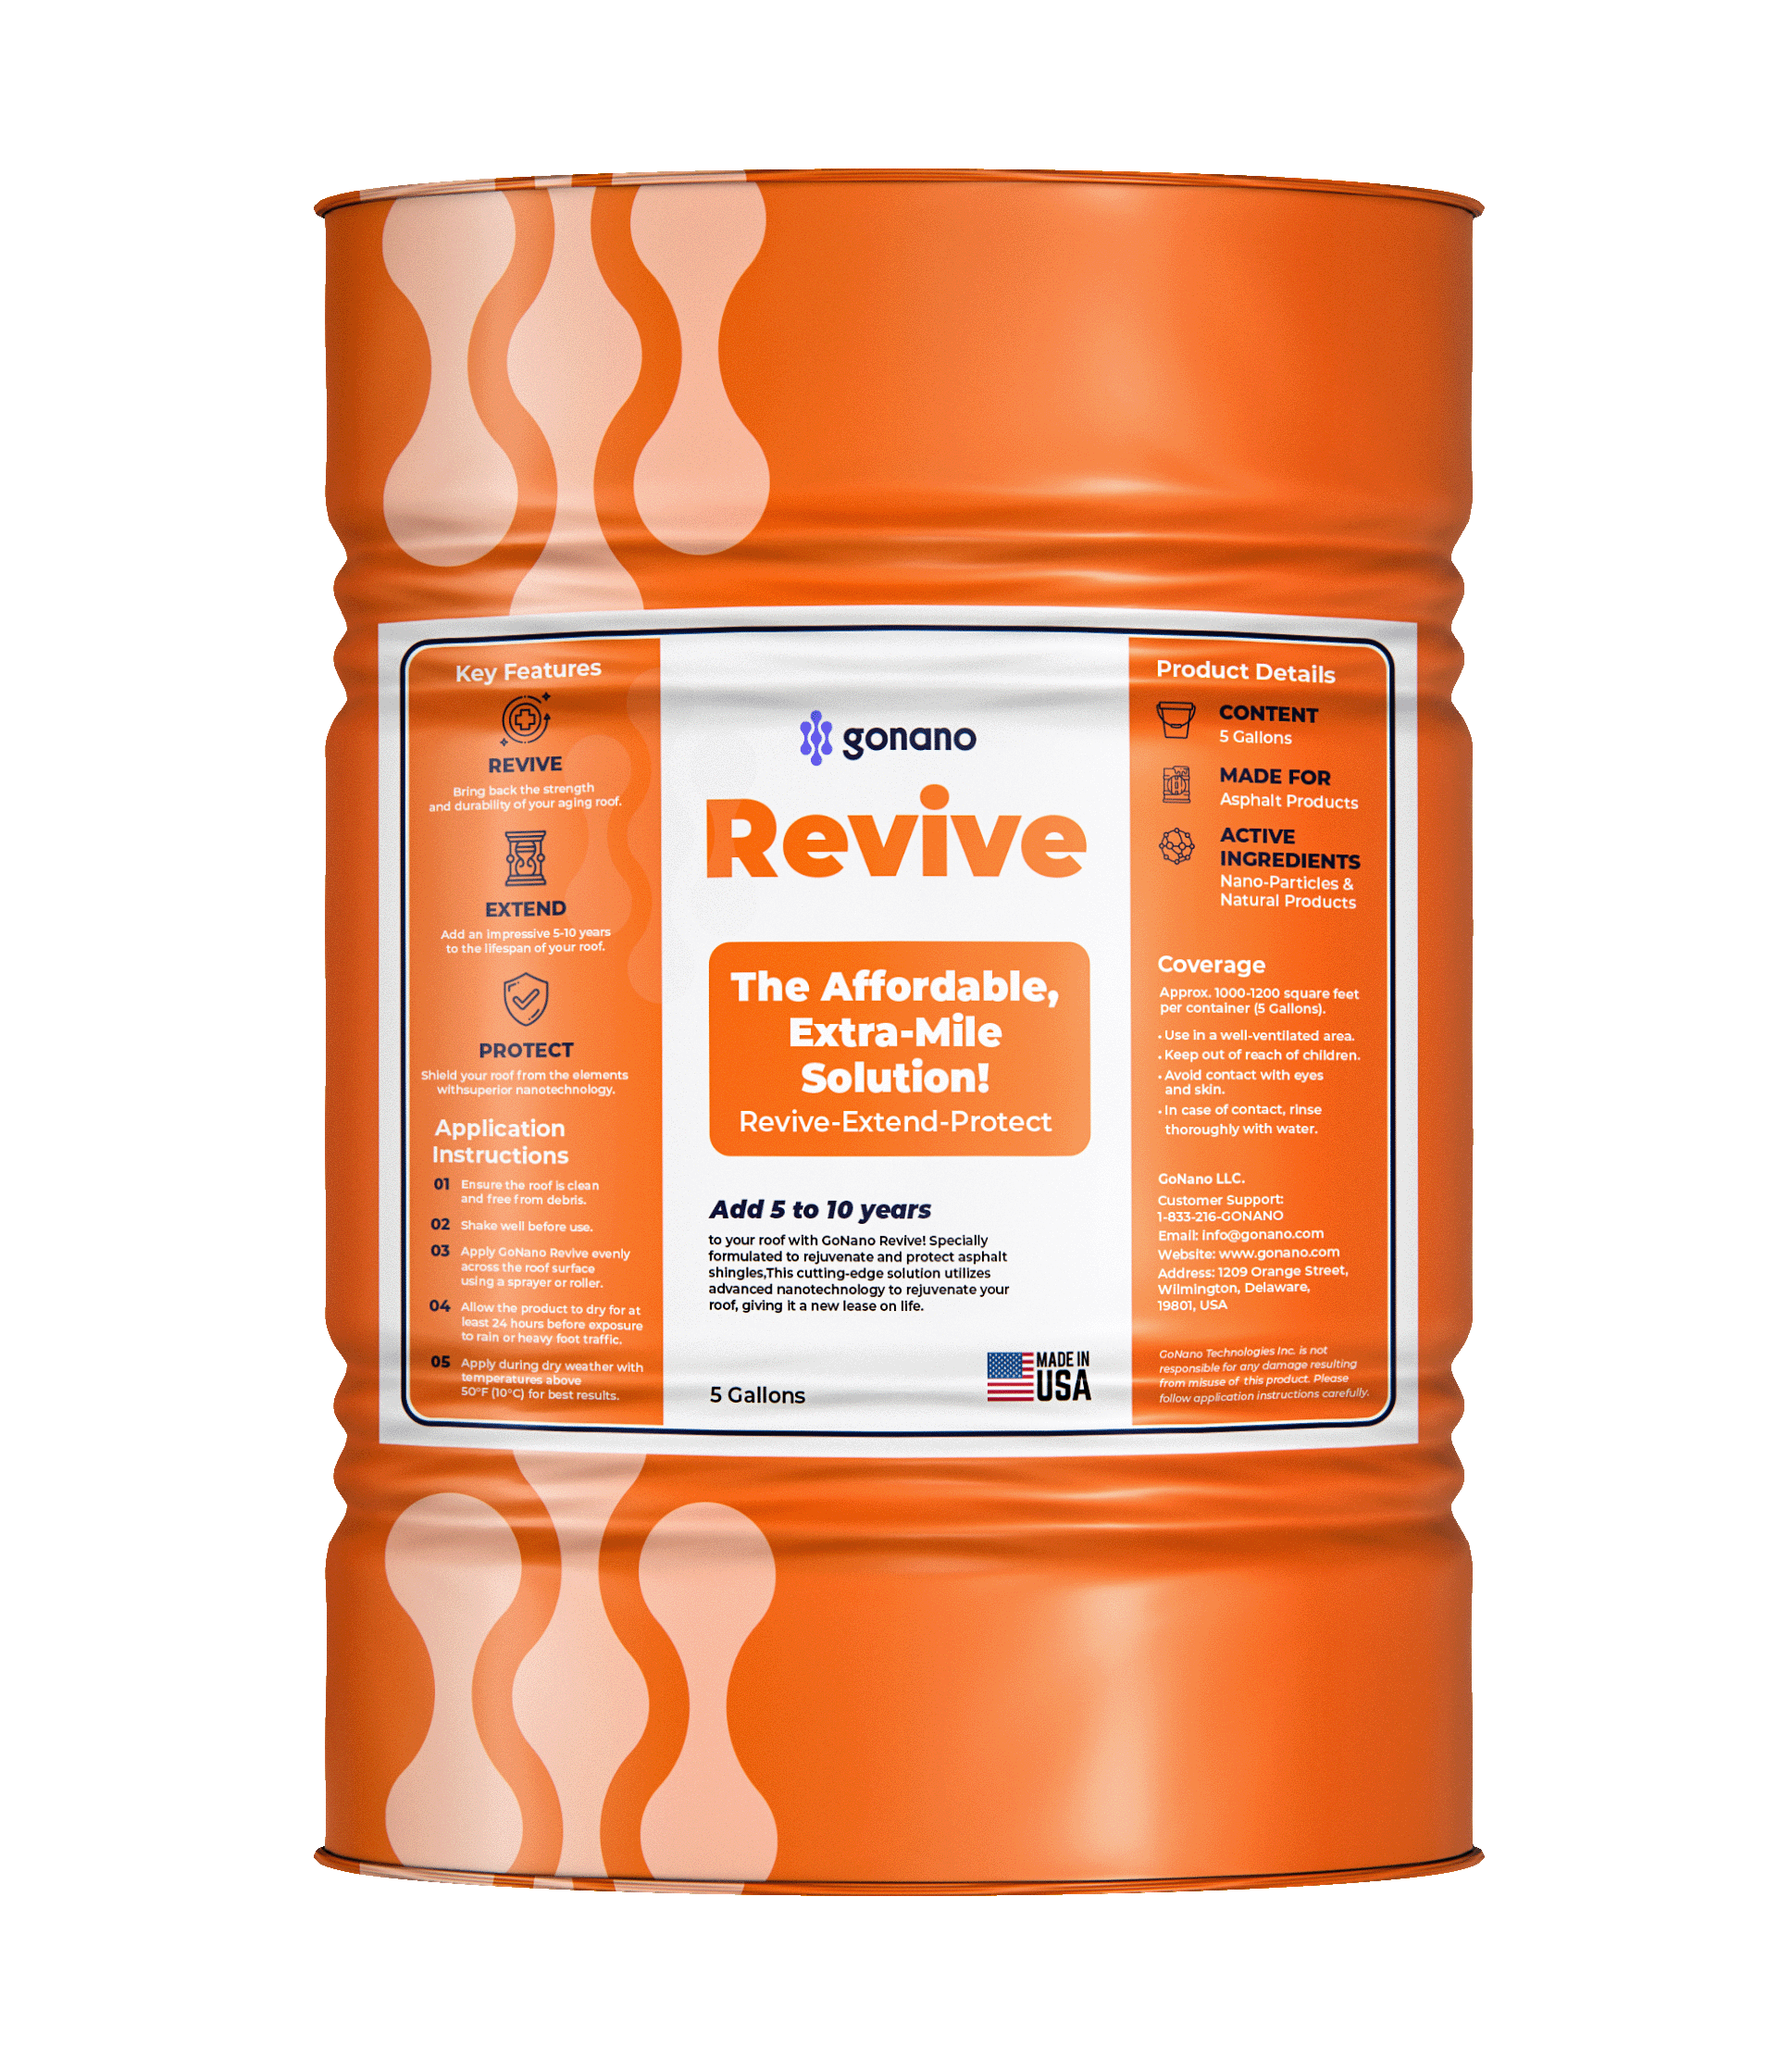 Key Features
REVIVE
Bring back the strength
and durability of your aging roof.
EXTEND
Add an impressive 5-10 years
to the lifespan of your roof.
PROTECT
Shield your roof from the elements
withsuperior nanotechnology.
Application
Instructions
01 Ensure the roof is clean
and free from debris.
02 Shake well before use.
03 Apply GoNano Revive evenly
across the roof surface
using a sprayer or roller.
04 Allow the product to dry for at
least 24 hours before exposure
to rain or heavy foot traffic.
05 Apply during dry weather with
temperatures above
50°F (10°C) for best results.
gonano
Revive
The Affordable,
Extra-Mile
Solution!
Revive-Extend-Protect
Add 5 to 10 years
to your roof with GoNano Revive! Specially
formulated to rejuvenate and protect asphalt
shingles,This cutting-edge solution utilizes
advanced nanotechnology to rejuvenate your
roof, giving it a new lease on life.
5 Gallons
MADE IN
USA
Product Details
CONTENT
5 Gallons
MADE FOR
Asphalt Products
ACTIVE
INGREDIENTS
Nano-Particles &
Natural Products
Coverage
Approx. 1000-1200 square feet
per container (5 Gallons).
• Use in a well-ventilated area.
• Keep out of reach of children.
• Avoid contact with eyes
and skin.
• In case of contact, rinse
thoroughly with water.
GoNano LLC.
Customer Support:
1-833-216-GONANO
Email: info@gonano.com
Website: www.gonano.com
Address: 1209 Orange Street,
Wilmington, Delaware,
19801, USA
GoNano Technologies Inc. is not
responsible for any damage resulting
from misuse of this product. Please
follow application instructions carefully.